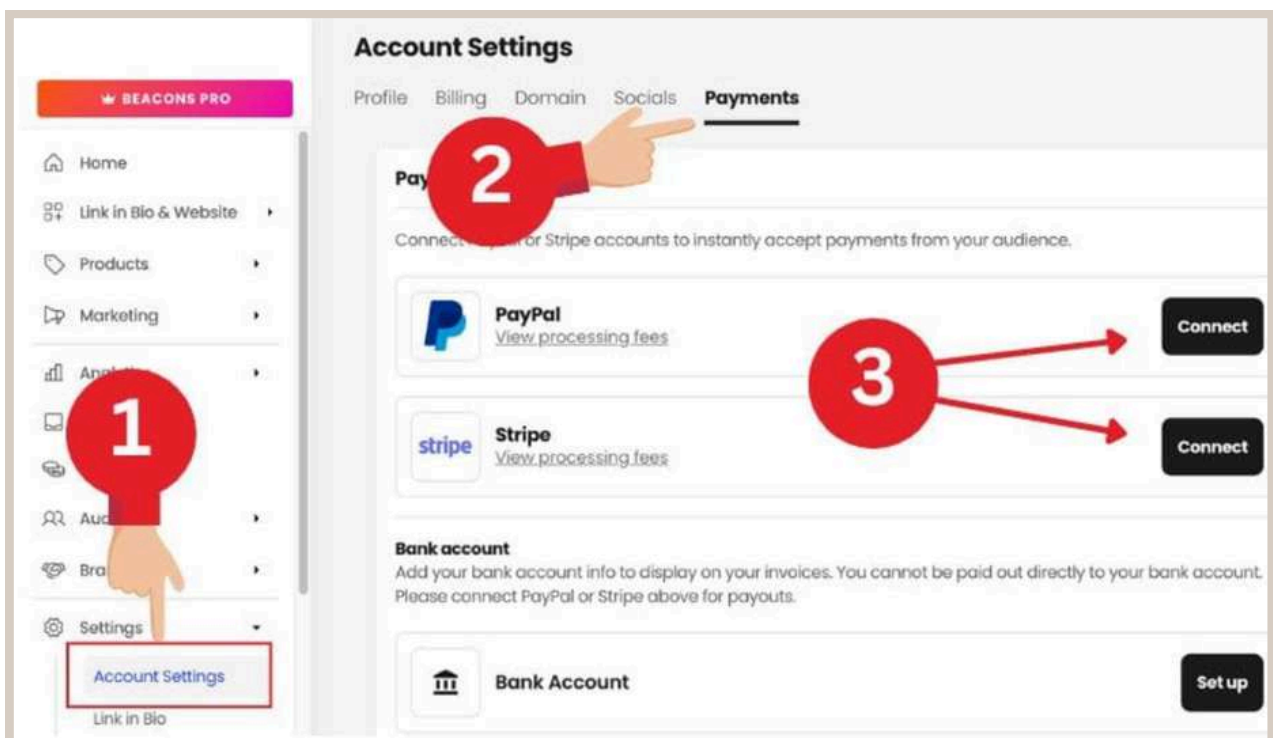 BEACONS PRO
Home
Link in Bio & Website
Products
Marketing
1
Settings
Account Settings
Link in Bio
Account Settings
Profile Billing Domain Socials Payments
2
Connect or Stripe accounts to instantly accept payments from your audience.
PayPal
View processing fees
Connect
3
stripe
Stripe
View processing fees
Connect
Bank account
Add your bank account info to display on your invoices. You cannot be paid out directly to your bank account.
Please connect PayPal or Stripe above for payouts.
Bank Account
Set up